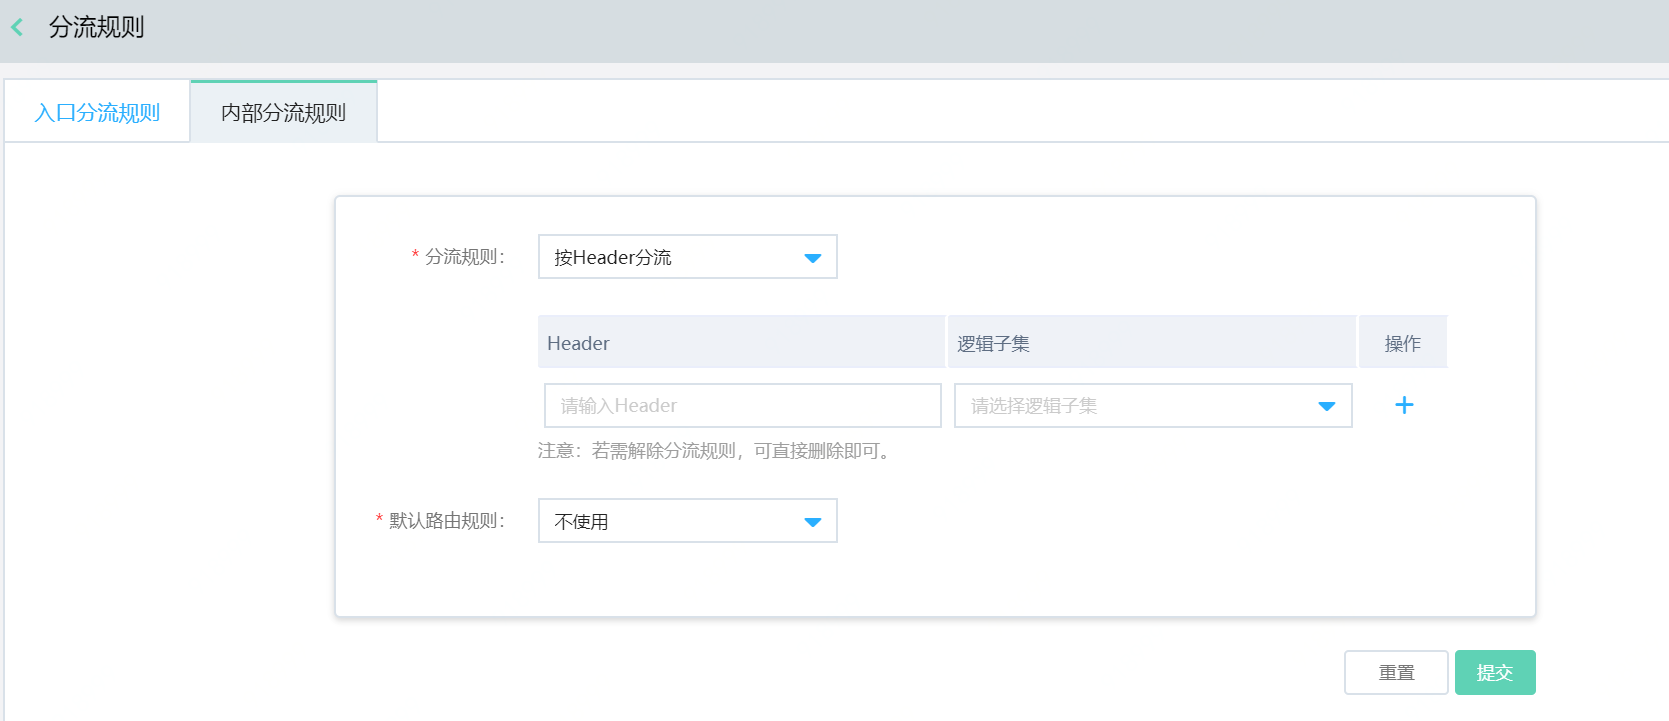 分流规则
入口分流规则 内部分流规则
* 分流规则： 按Header分流
Header 逻辑子集 操作
请输入Header 请选择逻辑子集 +
注意：若需解除分流规则，可直接删除即可。
* 默认路由规则： 不使用
重置 提交